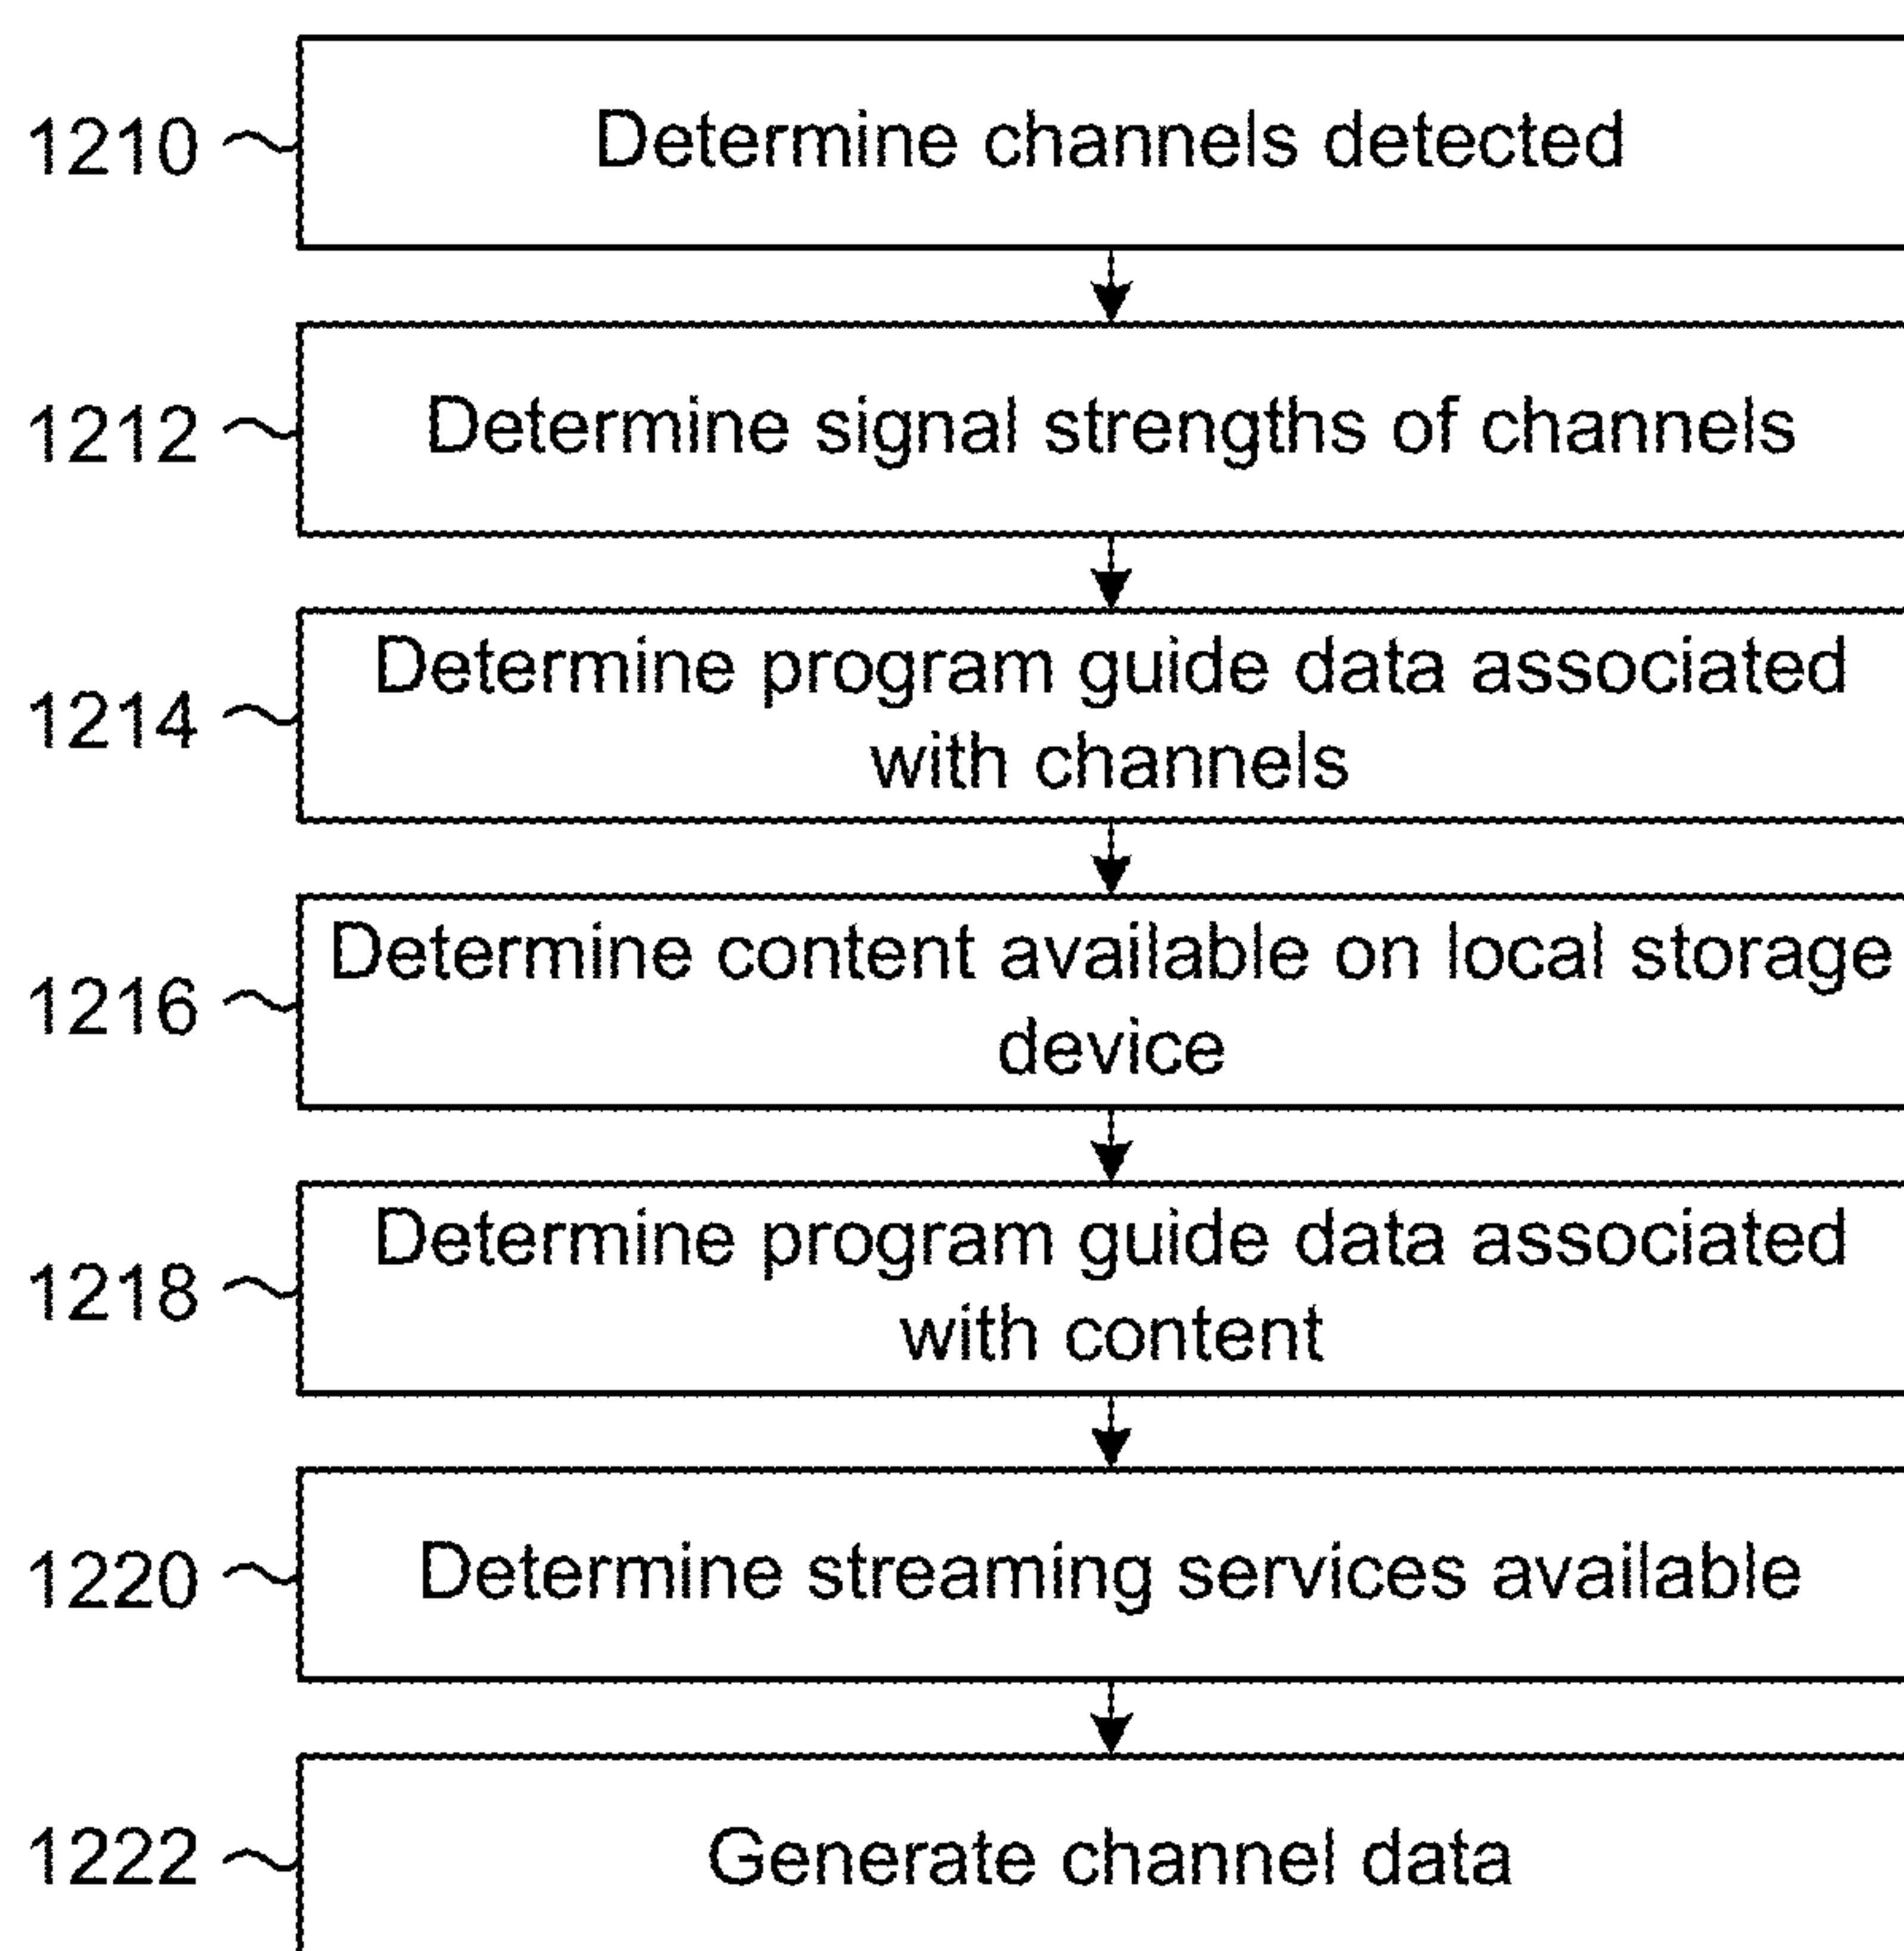 1210
Determine channels detected
1212
Determine signal strengths of channels
1214
Determine program guide data associated
with channels
1216
Determine content available on local storage
device
1218
Determine program guide data associated
with content
1220
Determine streaming services available
1222
Generate channel data